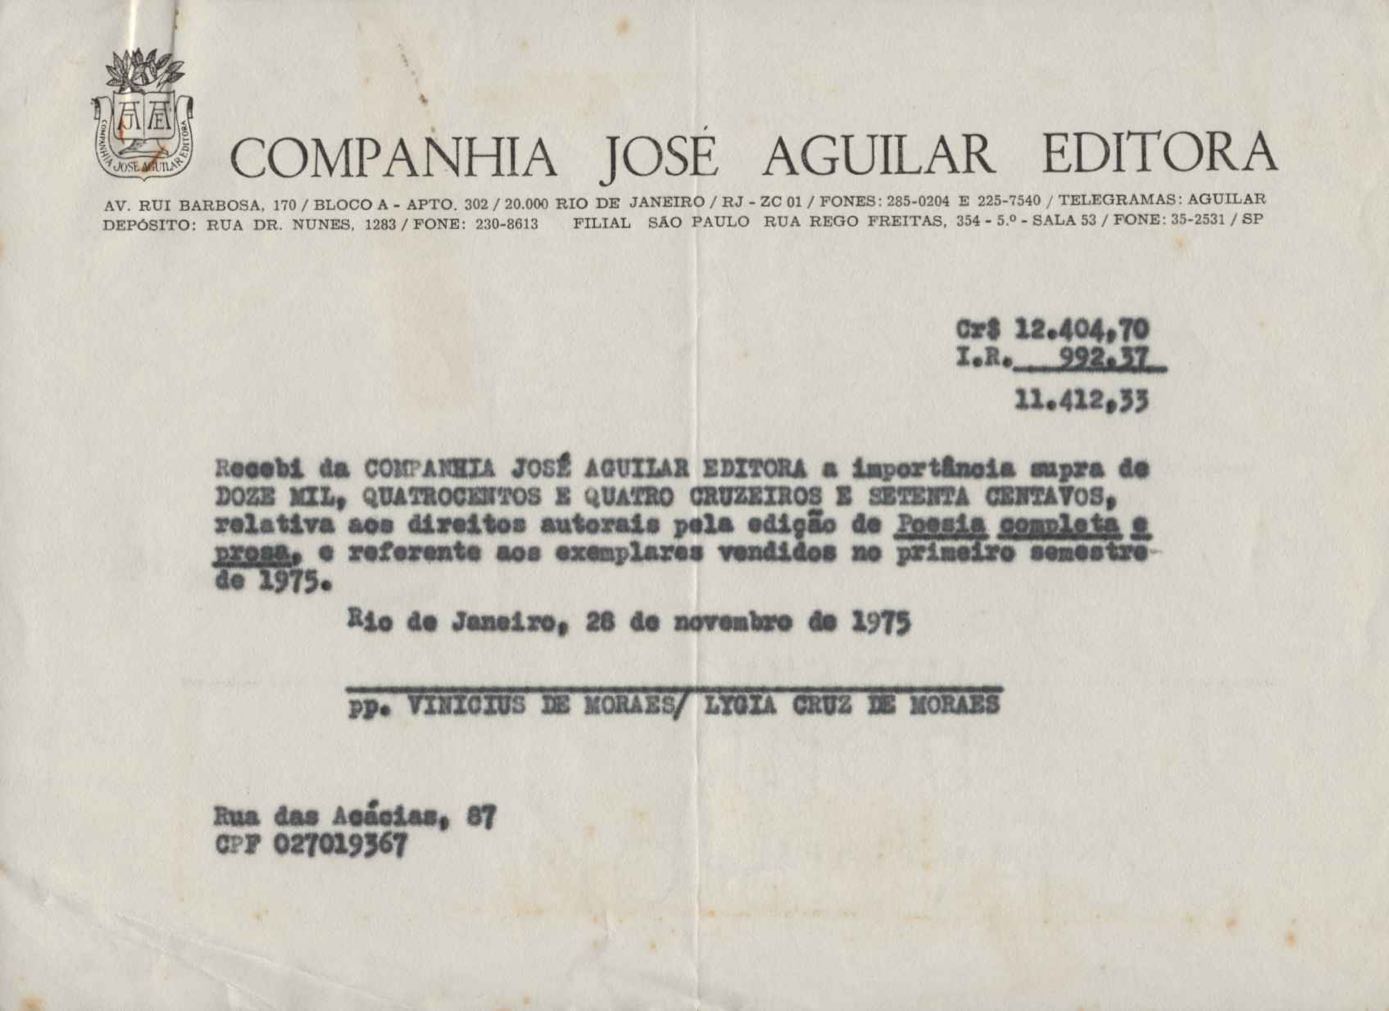 COMPANHIA JOSÉ AGUILAR EDITORA
COMPANHIA JOSÉ AGUILAR EDITORA
AV. RUI BARBOSA, 170 / BLOCO A - APTO. 302 / 20.000 RIO DE JANEIRO / RJ - ZC 01 / FONES: 285-0204 E 225-7540 / TELEGRAMAS: AGUILAR
DEPÓSITO: RUA DR. NUNES, 1283 / FONE: 230-8613 FILIAL SÃO PAULO RUA REGO FREITAS, 354 - 5.º - SALA 53 / FONE: 35-2531 / SP
Cr$ 12.404,70
I.R. 992,37
11.412,33
Recebi da COMPANHIA JOSÉ AGUILAR EDITORA a importância supra de
DOZE MIL, QUATROCENTOS E QUATRO CRUZEIROS E SETENTA CENTAVOS,
relativa aos direitos autorais pela edição de Poesia completa e
prosa, e referente aos exemplares vendidos no primeiro semestre
de 1975.
Rio de Janeiro, 28 de novembro de 1975
pp. VINICIUS DE MORAES/ LYGIA CRUZ DE MORAES
Rua das Acácias, 87
CPF 027019367